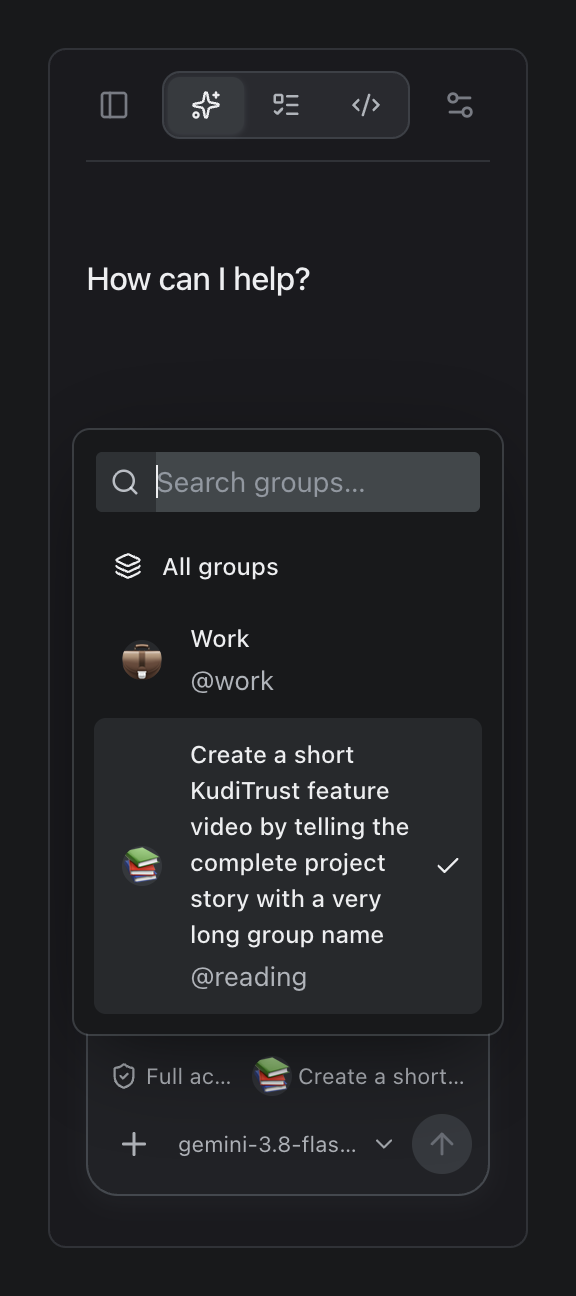 How can I help?
Search groups...
All groups
Work
@work
Create a short
KudiTrust feature
video by telling the
complete project
story with a very
long group name
@reading
Full ac... Create a short...
gemini-3.8-flas...